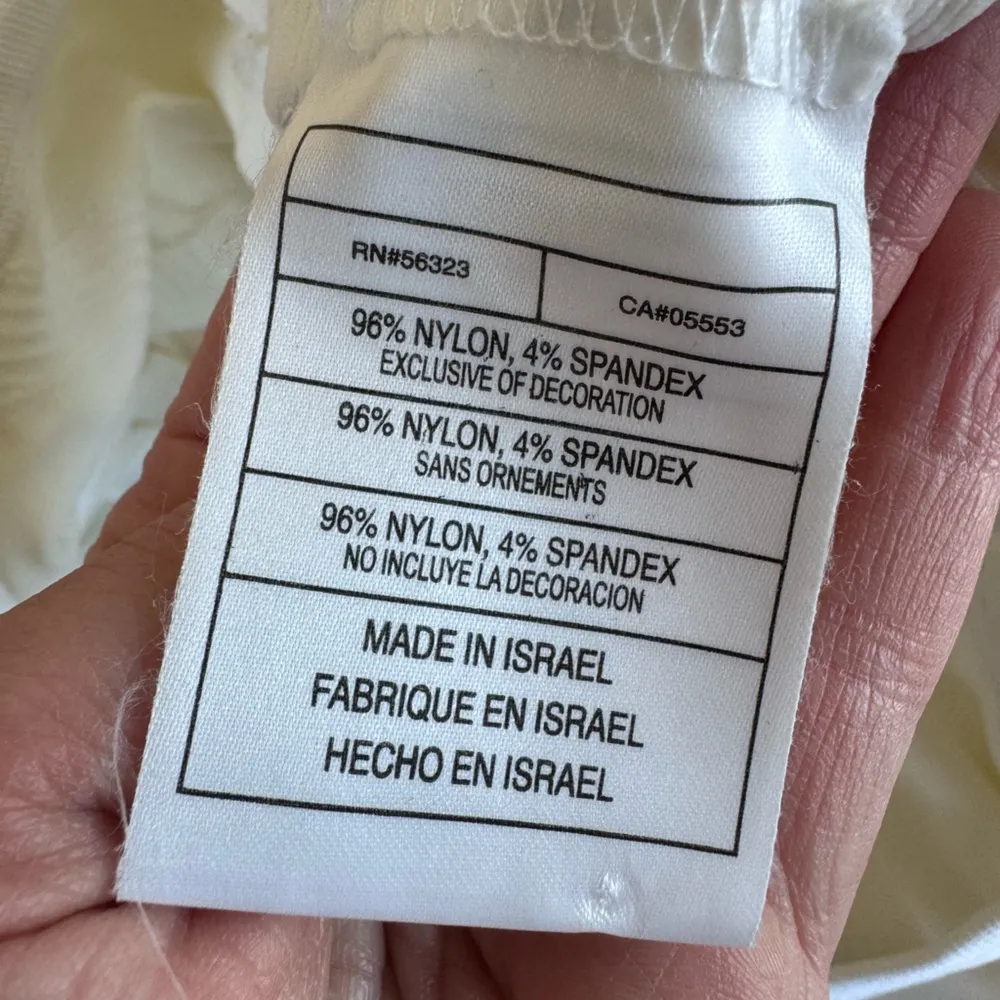 RN#56323
CA#05553
96% NYLON, 4% SPANDEX
EXCLUSIVE OF DECORATION
96% NYLON, 4% SPANDEX
SANS ORNEMENTS
96% NYLON, 4% SPANDEX
NO INCLUYE LA DECORACION
MADE IN ISRAEL
FABRIQUE EN ISRAEL
HECHO EN ISRAEL